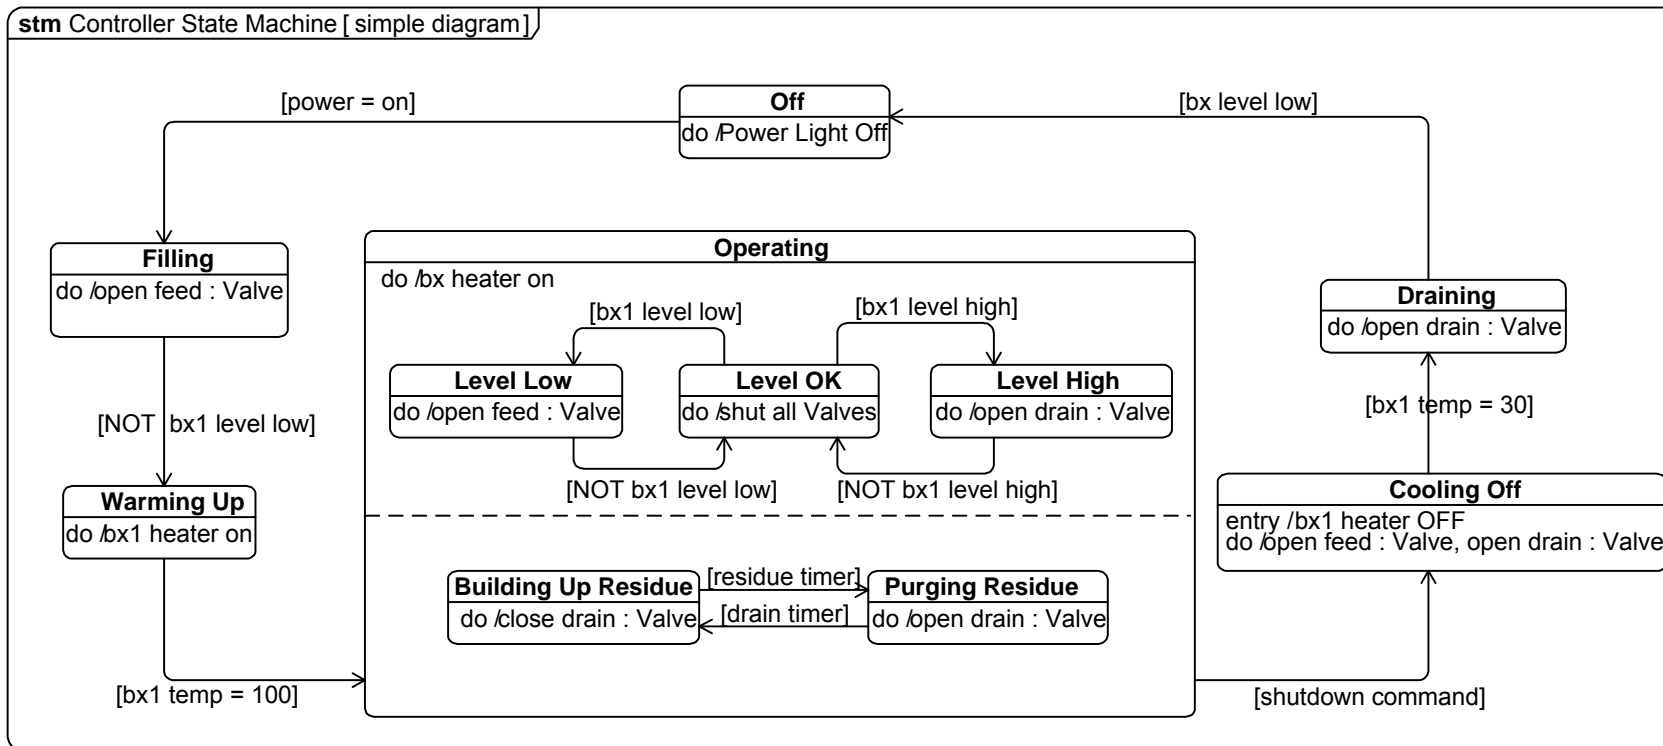 stm Controller State Machine [ simple diagram]
[power = on]
Off
do /Power Light Off
[bx level low]
Filling
do /open feed : Valve
Operating
do /bx heater on
Draining
do /open drain : Valve
[bx1 level low]
[bx1 level high]
Level Low
do /open feed : Valve
Level OK
do /shut all Valves
Level High
do /open drain : Valve
[NOT bx1 level low]
[bx1 temp = 30]
[NOT bx1 level low]
[NOT bx1 level high]
Warming Up
do /bx1 heater on
Cooling Off
entry /bx1 heater OFF
do /open feed : Valve, open drain : Valve
Building Up Residue
do /close drain : Valve
[residue timer]
[drain timer]
Purging Residue
do /open drain : Valve
[bx1 temp = 100]
[shutdown command]